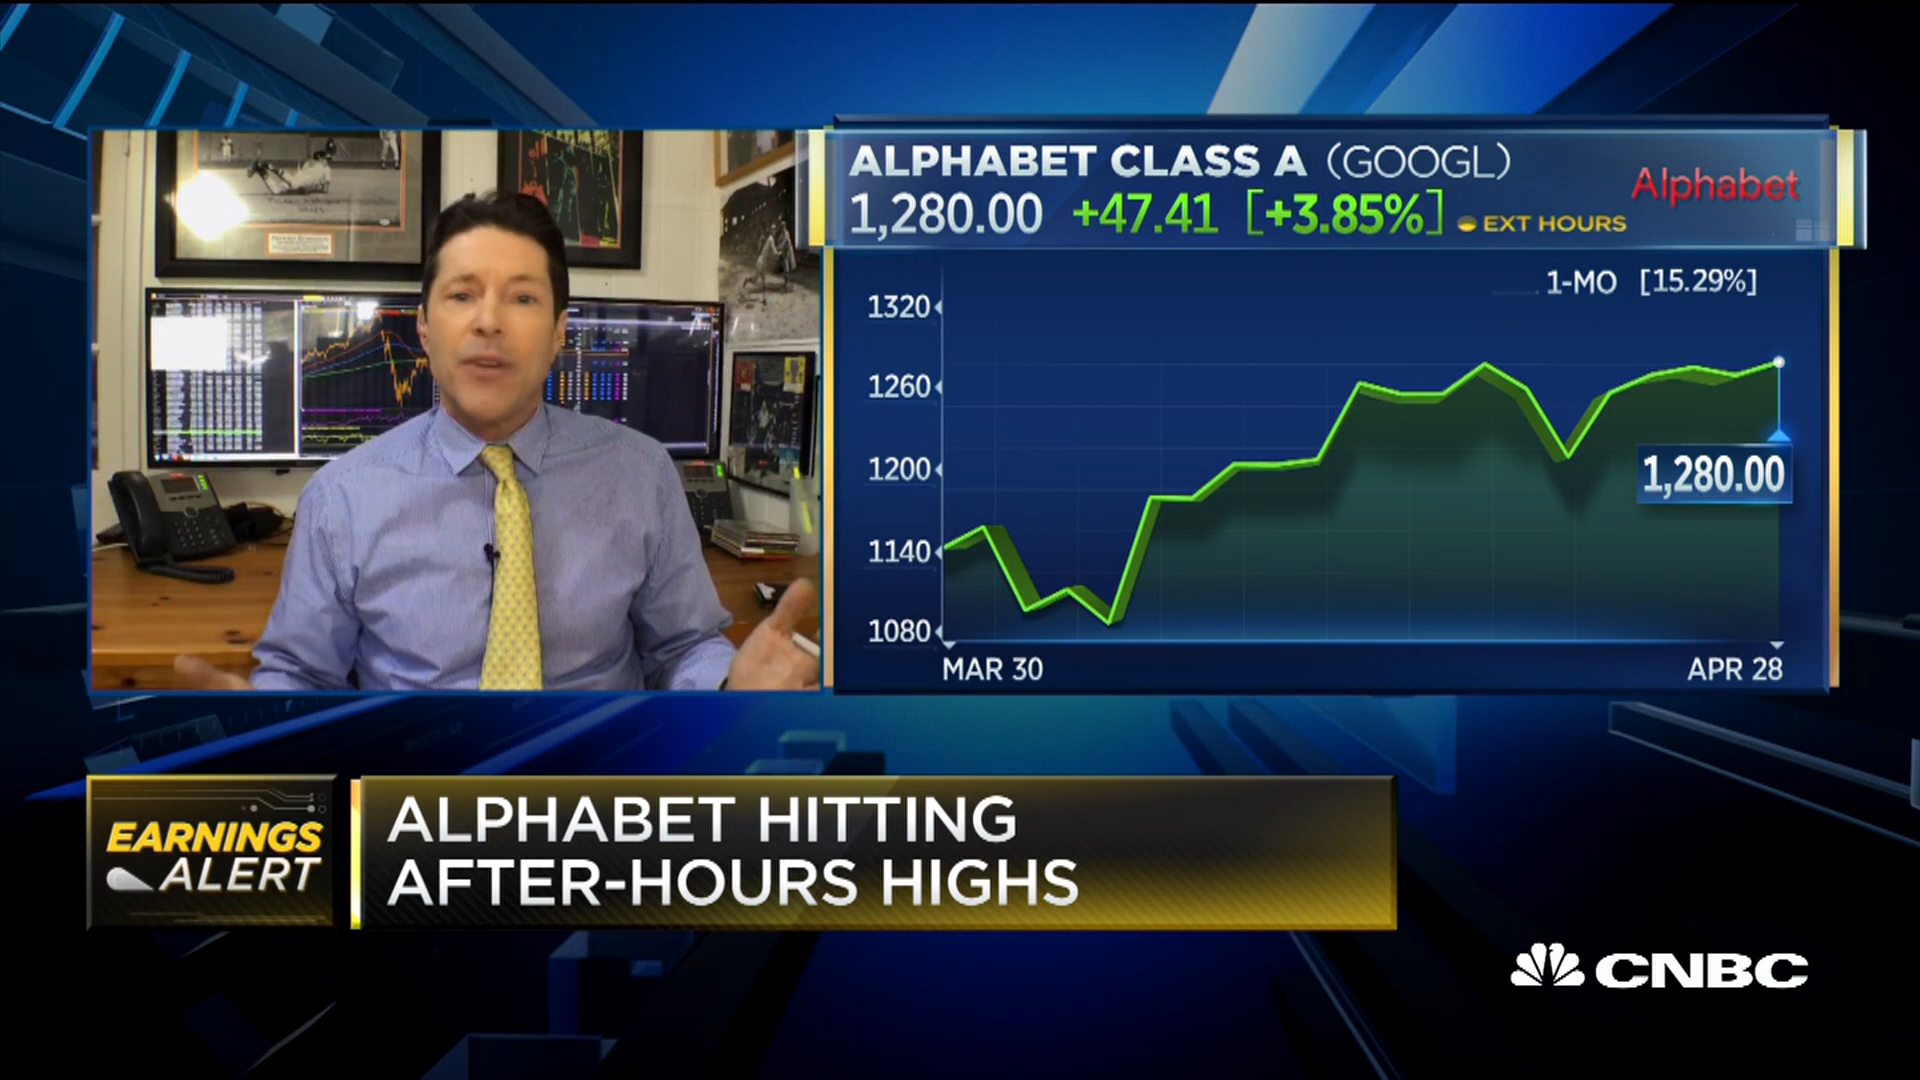 ALPHABET CLASS A (GOOGL)
1,280.00 +47.41 [+3.85%] EXT HOURS
Alphabet
1-MO [15.29%]
1320
1260
1200
1140
1080
1,280.00
MAR 30
APR 28
EARNINGS
ALERT
ALPHABET HITTING
AFTER-HOURS HIGHS
CNBC